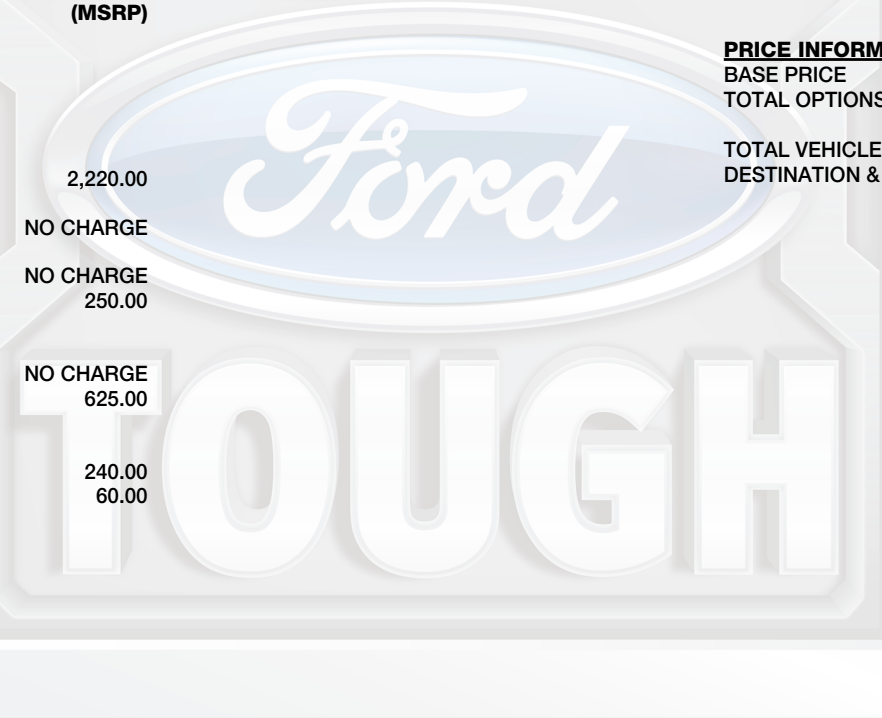 (MSRP)
2,220.00
NO CHARGE
NO CHARGE
250.00
NO CHARGE
625.00
240.00
60.00
PRICE INFORM
BASE PRICE
TOTAL OPTIONS
TOTAL VEHICLE
DESTINATION &
Ford
TOUGH